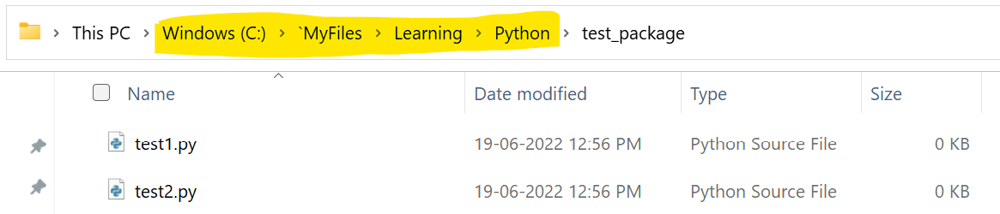 This PC > Windows (C:) > `MyFiles > Learning > Python > test_package
Name Date modified Type Size
test1.py 19-06-2022 12:56 PM Python Source File 0 KB
test2.py 19-06-2022 12:56 PM Python Source File 0 KB